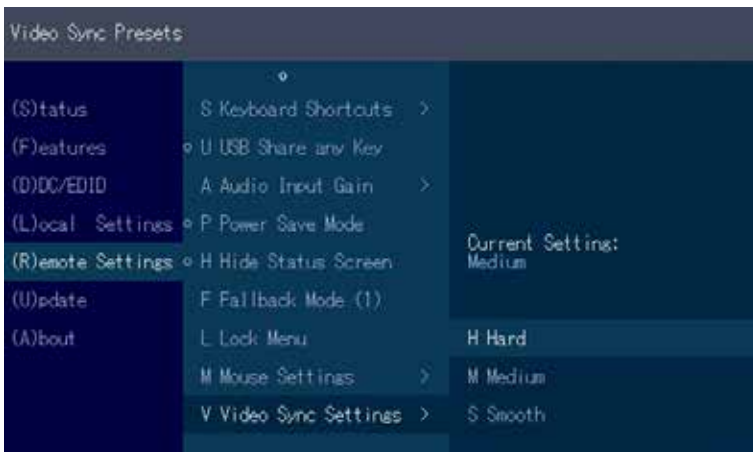 Video Sync Presets
(S)tatus
(F)eatures
(D)DC/EDID
(L)ocal Settings
(R)emote Settings
(U)pdate
(A)bout
S Keyboard Shortcuts >
U USB Share any Key
A Audio Input Gain >
P Power Save Mode
H Hide Status Screen
F Fallback Mode (1)
L Lock Menu
M Mouse Settings >
V Video Sync Settings >
Current Setting:
Medium
H Hard
M Medium
S Smooth